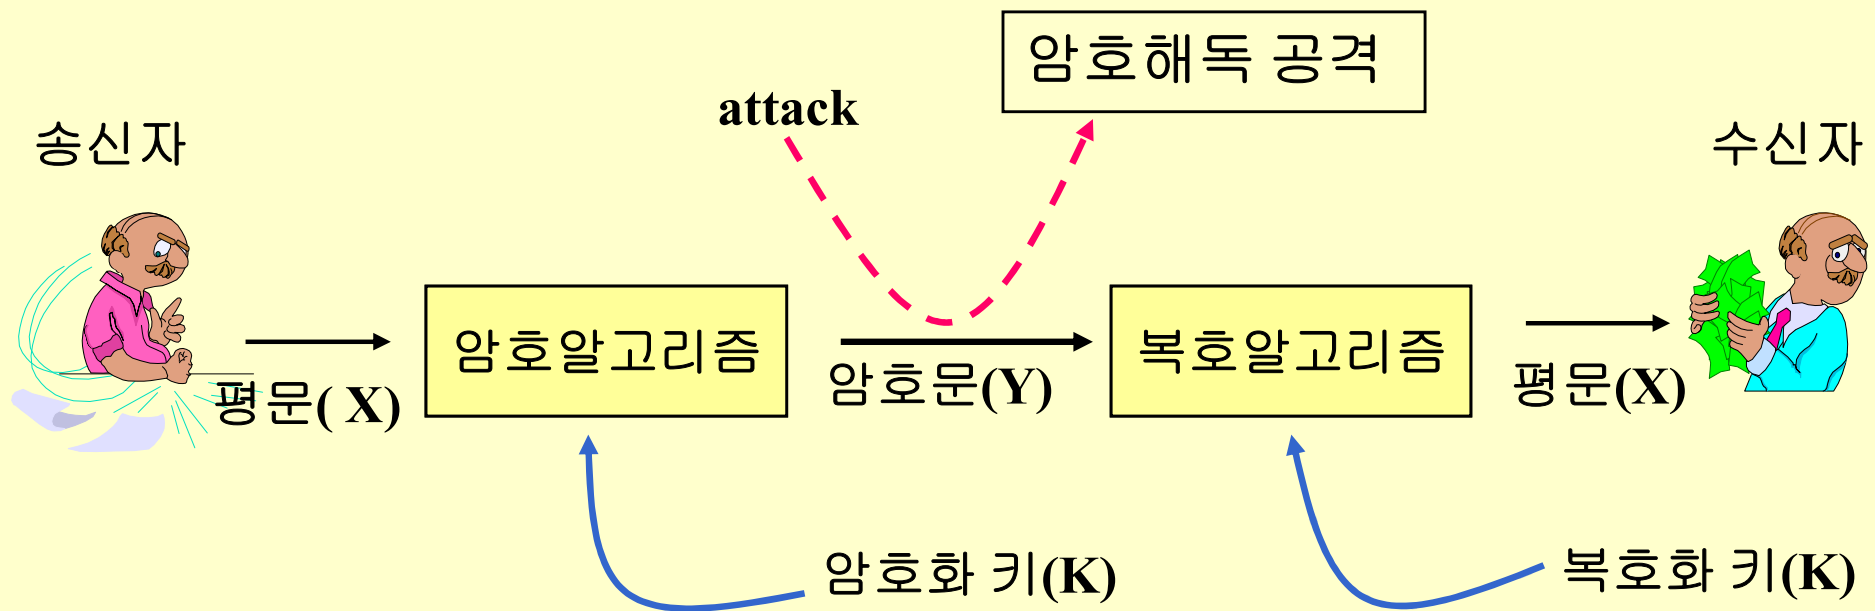 암호해독 공격
attack
송신자
수신자
암호알고리즘
복호알고리즘
평문( X)
암호문(Y)
평문(X)
암호화 키(K)
복호화 키(K)